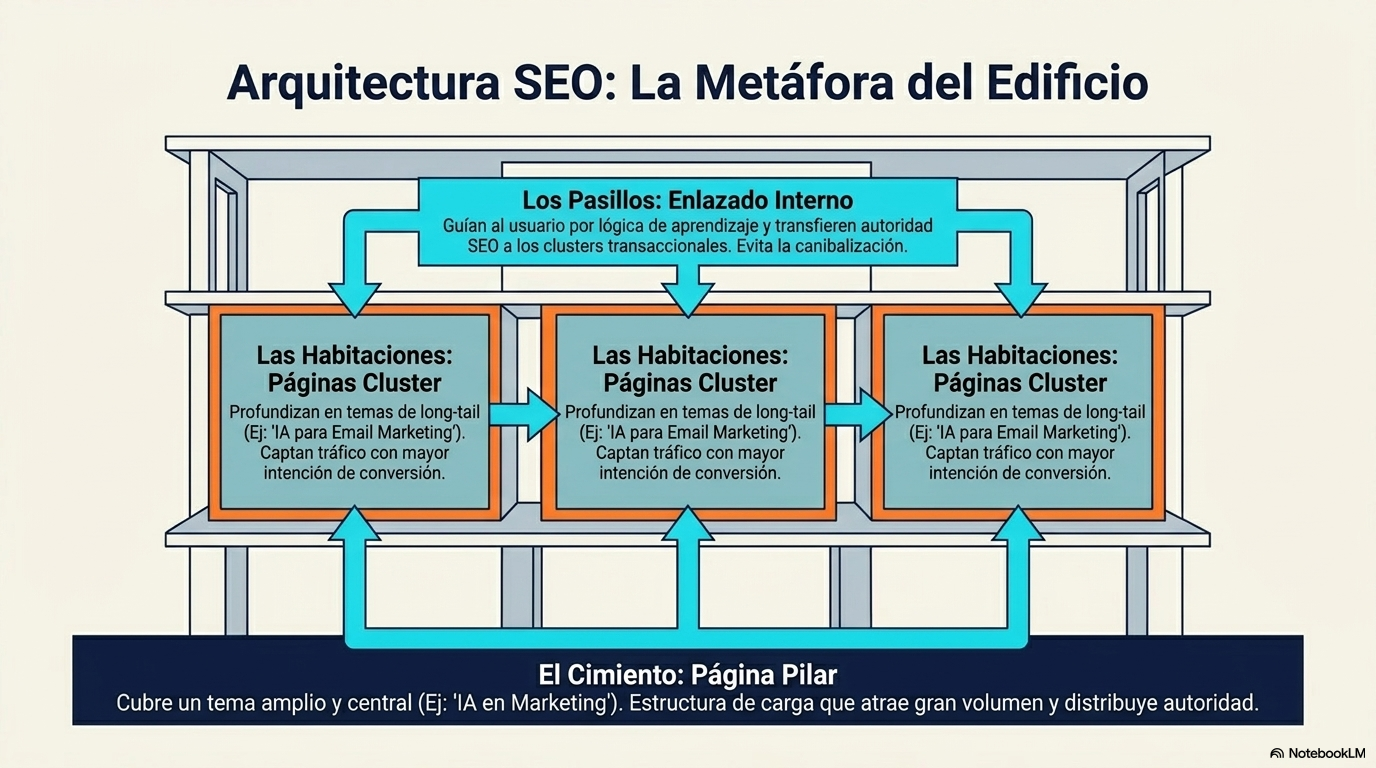 Arquitectura SEO: La Metáfora del Edificio
Los Pasillos: Enlazado Interno
Guían al usuario por lógica de aprendizaje y transfieren autoridad
SEO a los clusters transaccionales. Evita la canibalización.
Las Habitaciones:
Páginas Cluster
Profundizan en temas de long-tail
(Ej: 'IA para Email Marketing').
Captan tráfico con mayor
intención de conversión.
Las Habitaciones:
Páginas Cluster
Profundizan en temas de long-tail
(Ej: 'IA para Email Marketing').
Captan tráfico con mayor
intención de conversión.
Las Habitaciones:
Páginas Cluster
Profundizan en temas de long-tail
(Ej: 'IA para Email Marketing').
Captan tráfico con mayor
intención de conversión.
El Cimiento: Página Pilar
Cubre un tema amplio y central (Ej: 'IA en Marketing'). Estructura de carga que atrae gran volumen y distribuye autoridad.
NotebookLM